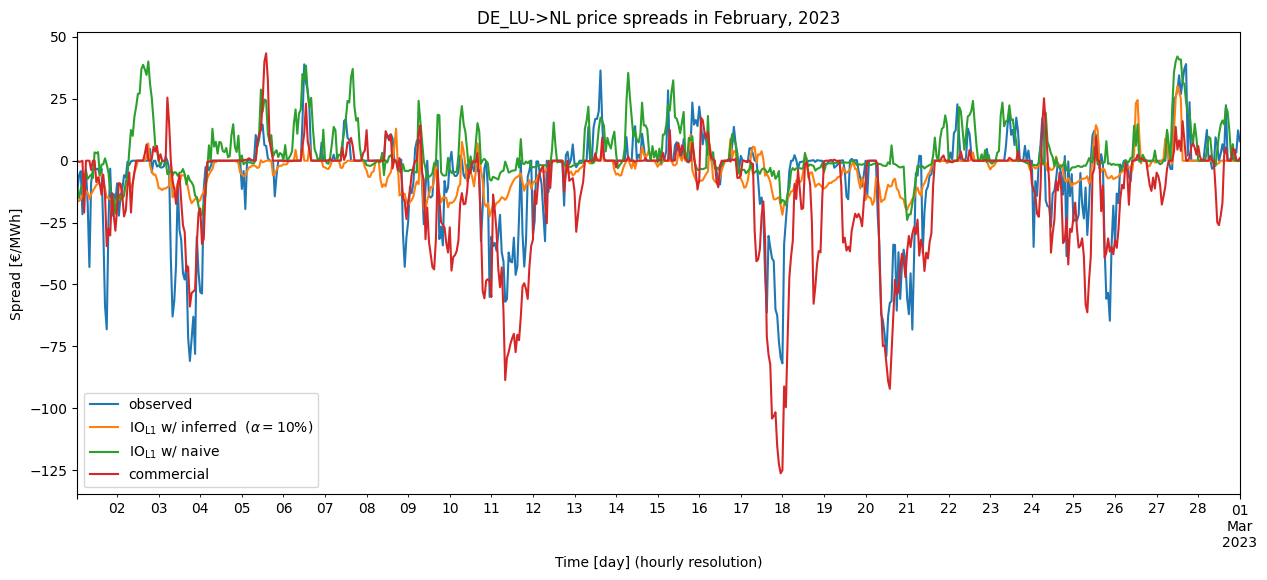 DE_LU->NL price spreads in February, 2023
Spread [€/MWh]
50
25
0
−25
−50
−75
−100
−125
observed
IO_L1 w/ inferred (α = 10%)
IO_L1 w/ naive
commercial
02 03 04 05 06 07 08 09 10 11 12 13 14 15 16 17 18 19 20 21 22 23 24 25 26 27 28 01
Mar
2023
Time [day] (hourly resolution)